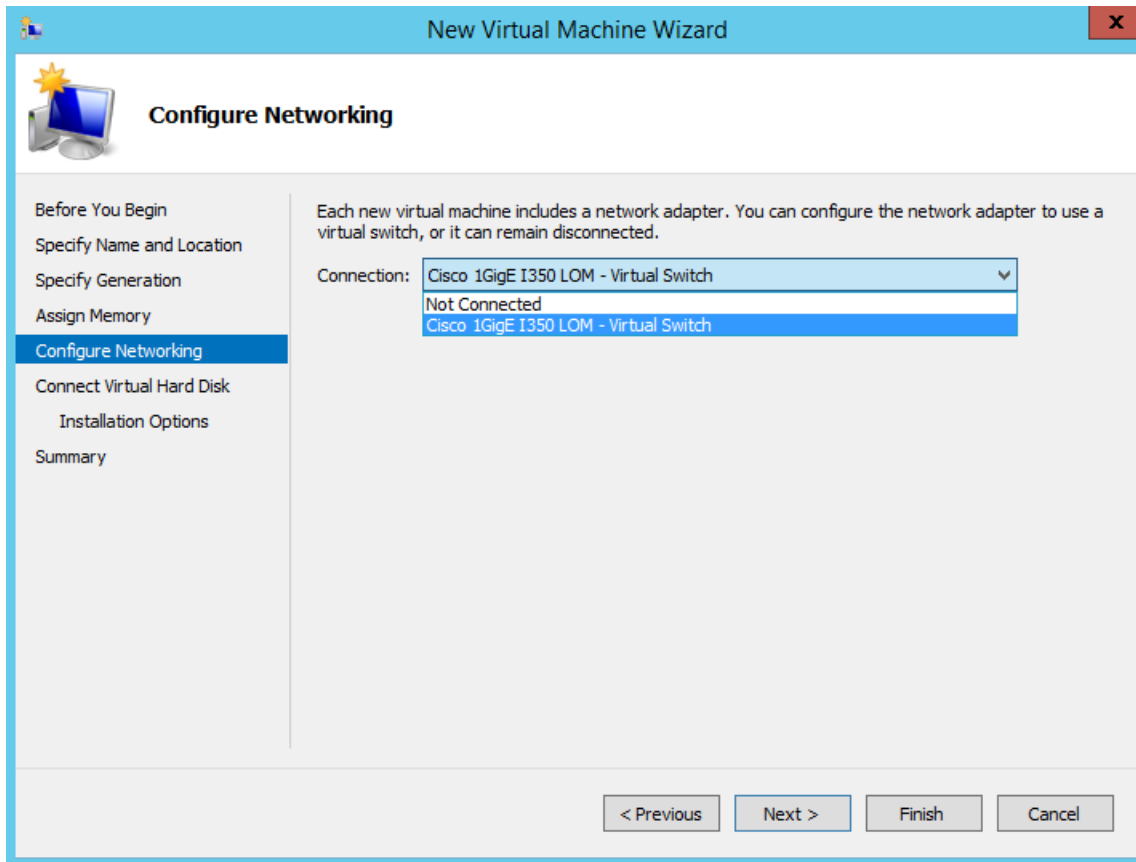 New Virtual Machine Wizard
x
Configure Networking
Before You Begin
Specify Name and Location
Specify Generation
Assign Memory
Configure Networking
Connect Virtual Hard Disk
Installation Options
Summary
Each new virtual machine includes a network adapter. You can configure the network adapter to use a
virtual switch, or it can remain disconnected.
Connection: Cisco 1GigE I350 LOM - Virtual Switch
Not Connected
Cisco 1GigE I350 LOM - Virtual Switch
< Previous Next > Finish Cancel